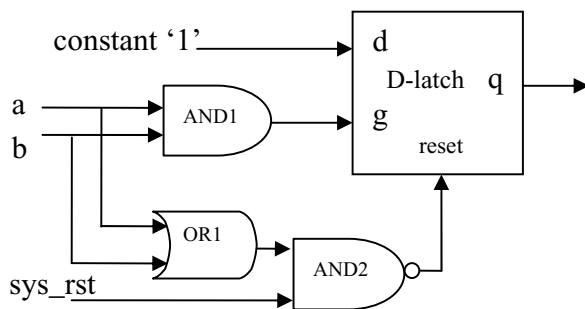 constant ‘1’
d
D-latch q
a
AND1
g
b
reset
OR1
AND2
sys_rst